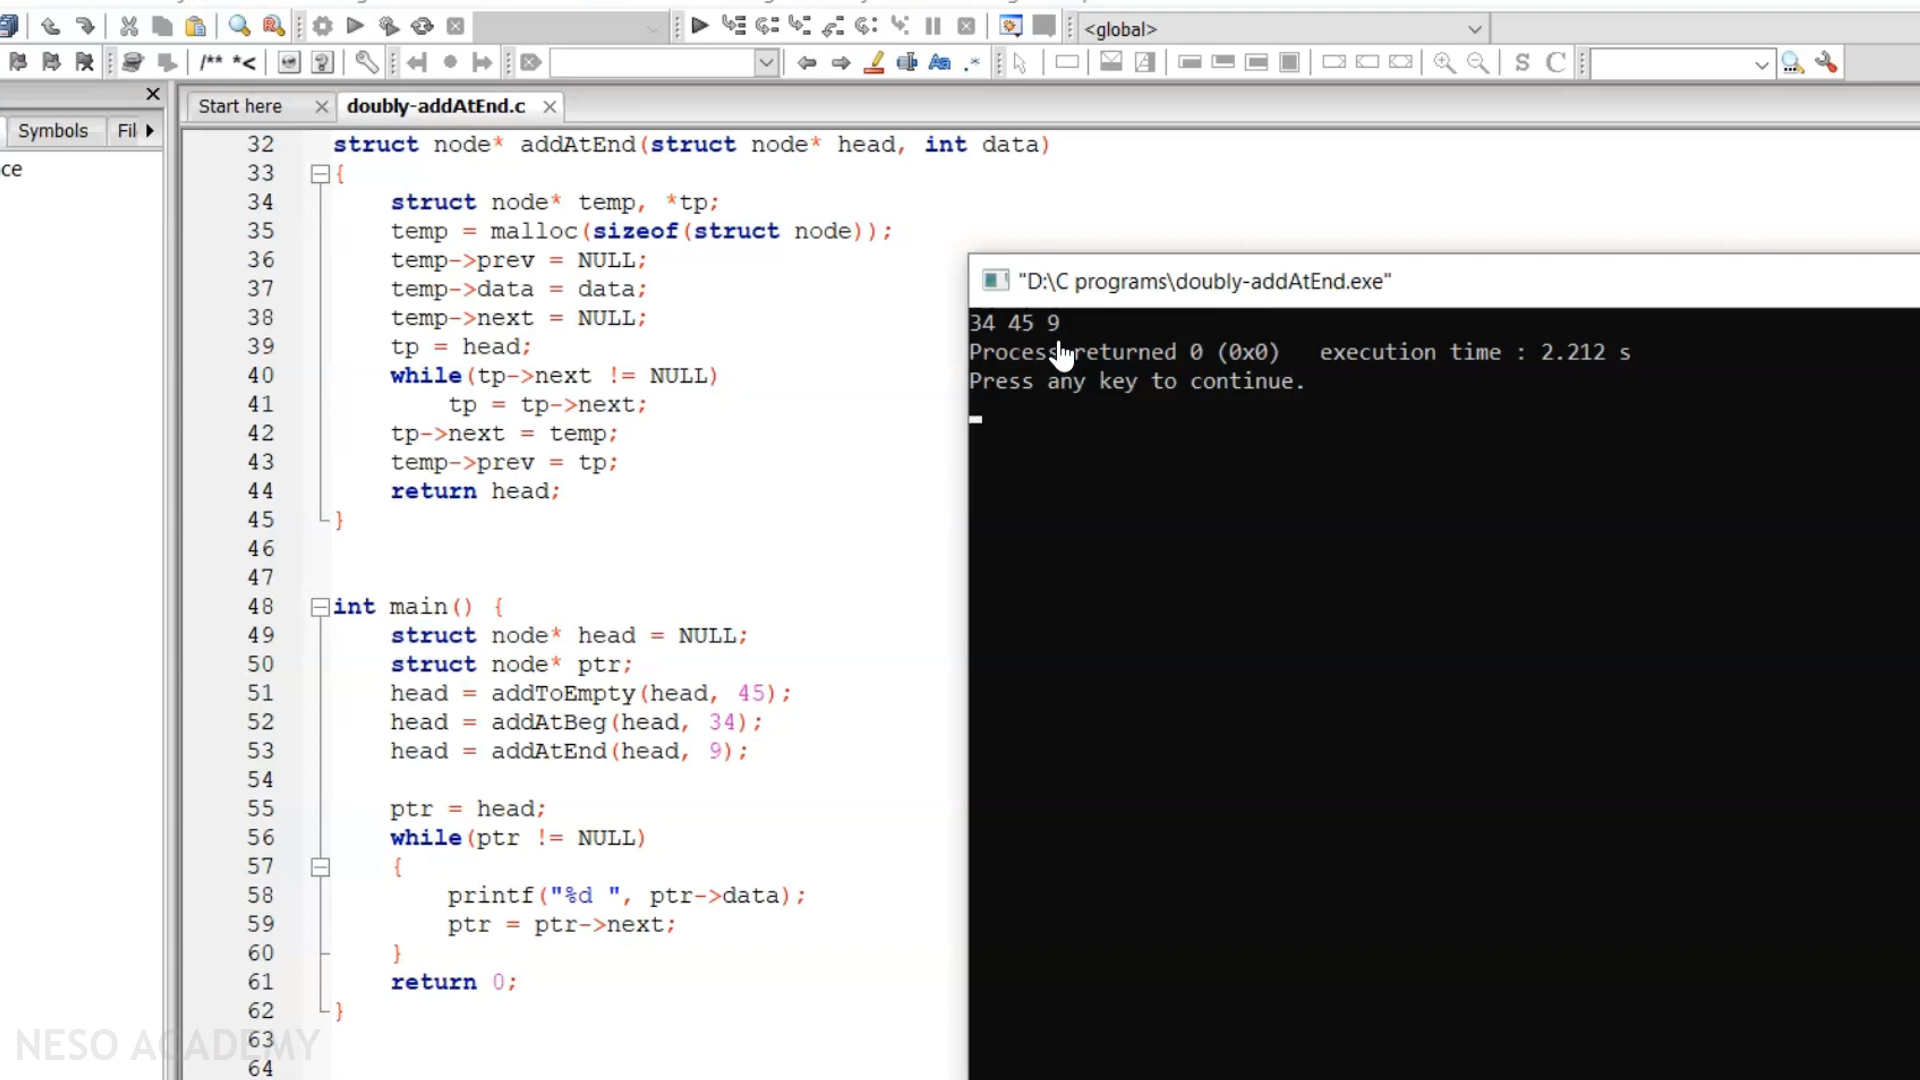 <global>
/** *<
Aa
.*
S C
Start here
doubly-addAtEnd.c
Symbols
Fil
ce
32 struct node* addAtEnd(struct node* head, int data)
33 {
34 struct node* temp, *tp;
35 temp = malloc(sizeof(struct node));
36 temp->prev = NULL;
37 temp->data = data;
38 temp->next = NULL;
39 tp = head;
40 while(tp->next != NULL)
41 tp = tp->next;
42 tp->next = temp;
43 temp->prev = tp;
44 return head;
45 }
46
47
48 int main() {
49 struct node* head = NULL;
50 struct node* ptr;
51 head = addToEmpty(head, 45);
52 head = addAtBeg(head, 34);
53 head = addAtEnd(head, 9);
54
55 ptr = head;
56 while(ptr != NULL)
57 {
58 printf("%d ", ptr->data);
59 ptr = ptr->next;
60 }
61 return 0;
62 }
63
64
"D:\C programs\doubly-addAtEnd.exe"
34 45 9
Process returned 0 (0x0) execution time : 2.212 s
Press any key to continue.
NESO ACADEMY